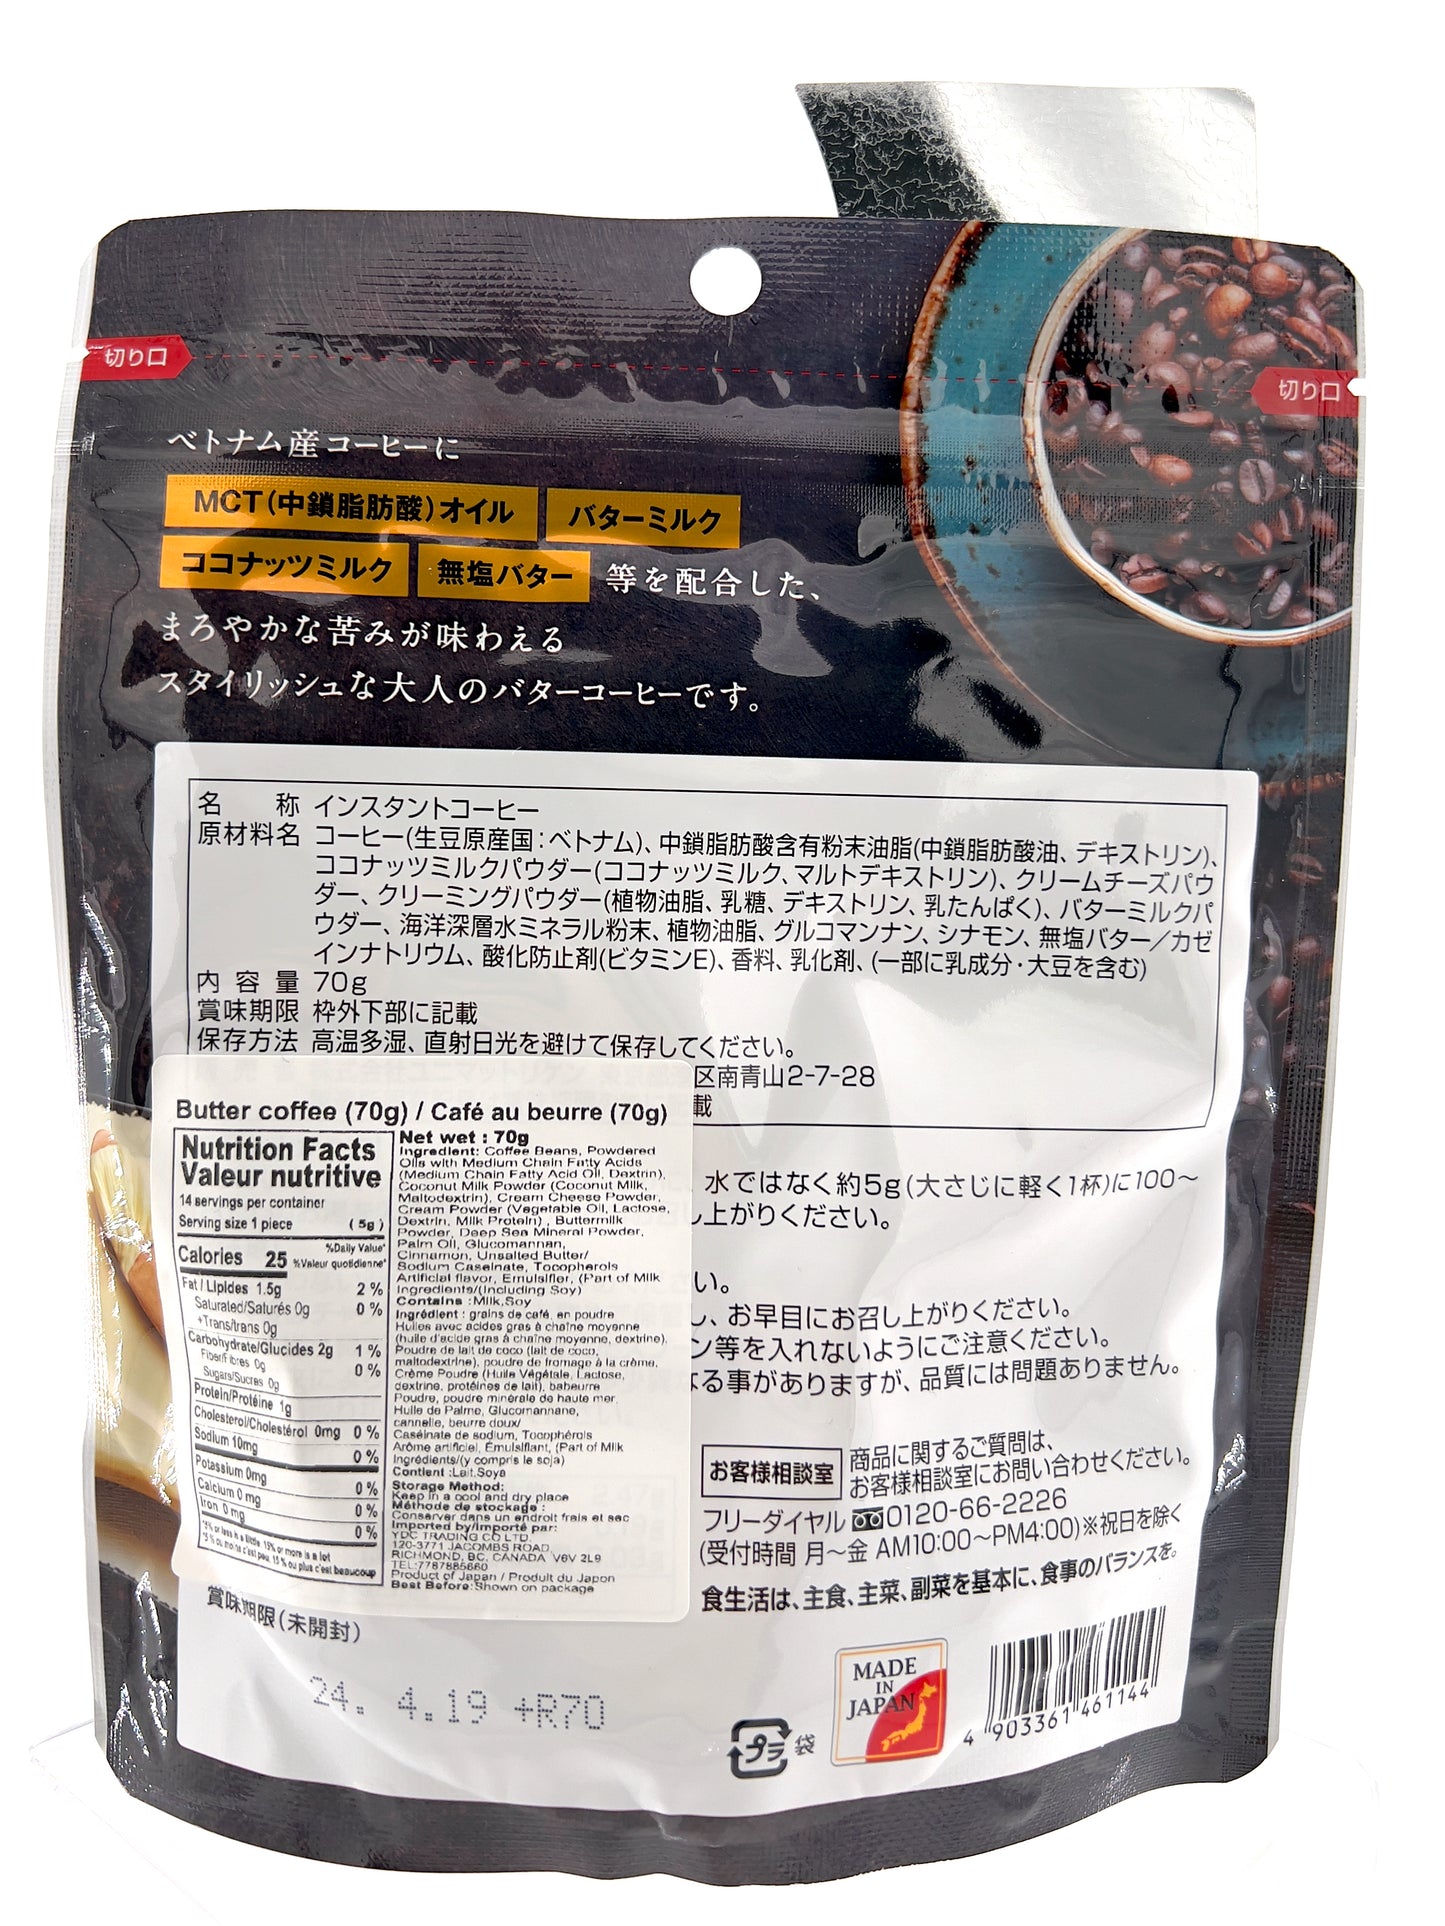 切り口
切り口
ベトナム産コーヒーに
MCT(中鎖脂肪酸)オイル バターミルク
ココナッツミルク 無塩バター 等を配合した、
まろやかな苦みが味わえる
スタイリッシュな大人のバターコーヒーです。
名 称 インスタントコーヒー
原材料名 コーヒー(生豆原産国:ベトナム)、中鎖脂肪酸含有粉末油脂(中鎖脂肪酸油、デキストリン)、
ココナッツミルクパウダー(ココナッツミルク、マルトデキストリン)、クリームチーズパウ
ダー、クリーミングパウダー(植物油脂、乳糖、デキストリン、乳たんぱく)、バターミルクパ
ウダー、海洋深層水ミネラル粉末、植物油脂、グルコマンナン、シナモン、無塩バター/カゼ
インナトリウム、酸化防止剤(ビタミンE)、香料、乳化剤、(一部に乳成分・大豆を含む)
内 容 量 70g
賞味期限 枠外下部に記載
保存方法 高温多湿、直射日光を避けて保存してください。
区南青山2-7-28
載
水ではなく約5g(大さじに軽く1杯)に100〜
し上がりください。
い。
し、お早目にお召し上がりください。
ン等を入れないようにご注意ください。
なる事がありますが、品質には問題ありません。
お客様相談室 商品に関するご質問は、
お客様相談室にお問い合わせください。
フリーダイヤル 0120-66-2226
(受付時間 月〜金 AM10:00〜PM4:00)※祝日を除く
食生活は、主食、主菜、副菜を基本に、食事のバランスを。
Butter coffee (70g) / Café au beurre (70g)
Nutrition Facts
Valeur nutritive
14 servings per container
Serving size 1 piece (5g)
%Daily Value*
Calories 25 %Valeur quotidienne*
Fat / Lipides 1.5g 2 %
Saturated/Saturés 0g 0 %
+Trans/trans 0g
Carbohydrate/Glucides 2g 1 %
Fiber/Fibres 0g 0 %
Sugars/Sucres 0g
Protein/Protéine 1g
Cholesterol/Cholestérol 0mg 0 %
Sodium 10mg 0 %
Potassium 0mg 0 %
Calcium 0 mg 0 %
Iron 0 mg 0 %
*5% or less is a little 15% or more is a lot
*5 % ou moins c'est peu 15 % ou plus c'est beaucoup
Net wet : 70g
Ingredient: Coffee Beans, Powdered
Oils with Medium Chain Fatty Acids
(Medium Chain Fatty Acid Oil, Dextrin),
Coconut Milk Powder (Coconut Milk,
Maltodextrin), Cream Cheese Powder,
Cream Powder (Vegetable Oil, Lactose,
Dextrin, Milk Protein) , Buttermilk
Powder, Deep Sea Mineral Powder,
Palm Oil, Glucomannan,
Cinnamon, Unsalted Butter/
Sodium Caseinate, Tocopherols
Artificial flavor, Emulsifier, (Part of Milk
Ingredients/(Including Soy)
Contains :Milk,Soy
Ingrédient : grains de café, en poudre
Huiles avec acides gras à chaîne moyenne
(huile d'acide gras à chaîne moyenne, dextrine).
Poudre de lait de coco (lait de coco,
maltodextrine), poudre de fromage à la crème,
Crème Poudre (Huile Végétale, Lactose,
dextrine, protéines de lait), babeurre
Poudre, poudre minérale de haute mer,
Huile de Palme, Glucomannane,
cannelle, beurre doux/
Caséinate de sodium, Tocophérols
Arôme artificiel, Émulsifiant, (Part of Milk
Ingrédients/(y compris le soja)
Contient :Lait.Soya
Storage Method:
Keep in a cool and dry place
Méthode de stockage :
Conserver dans un endroit frais et sec
Imported by/Importé par:
YDC TRADING CO LTD.
120-3771 JACOMBS ROAD,
RICHMOND, BC, CANADA V6V 2L9
TEL:7787885660
Product of Japan / Produit du Japon
Best Before:Shown on package
賞味期限(未開封)
24. 4.19 +R70
プラ 袋
MADE
IN
JAPAN
4 903361 461144